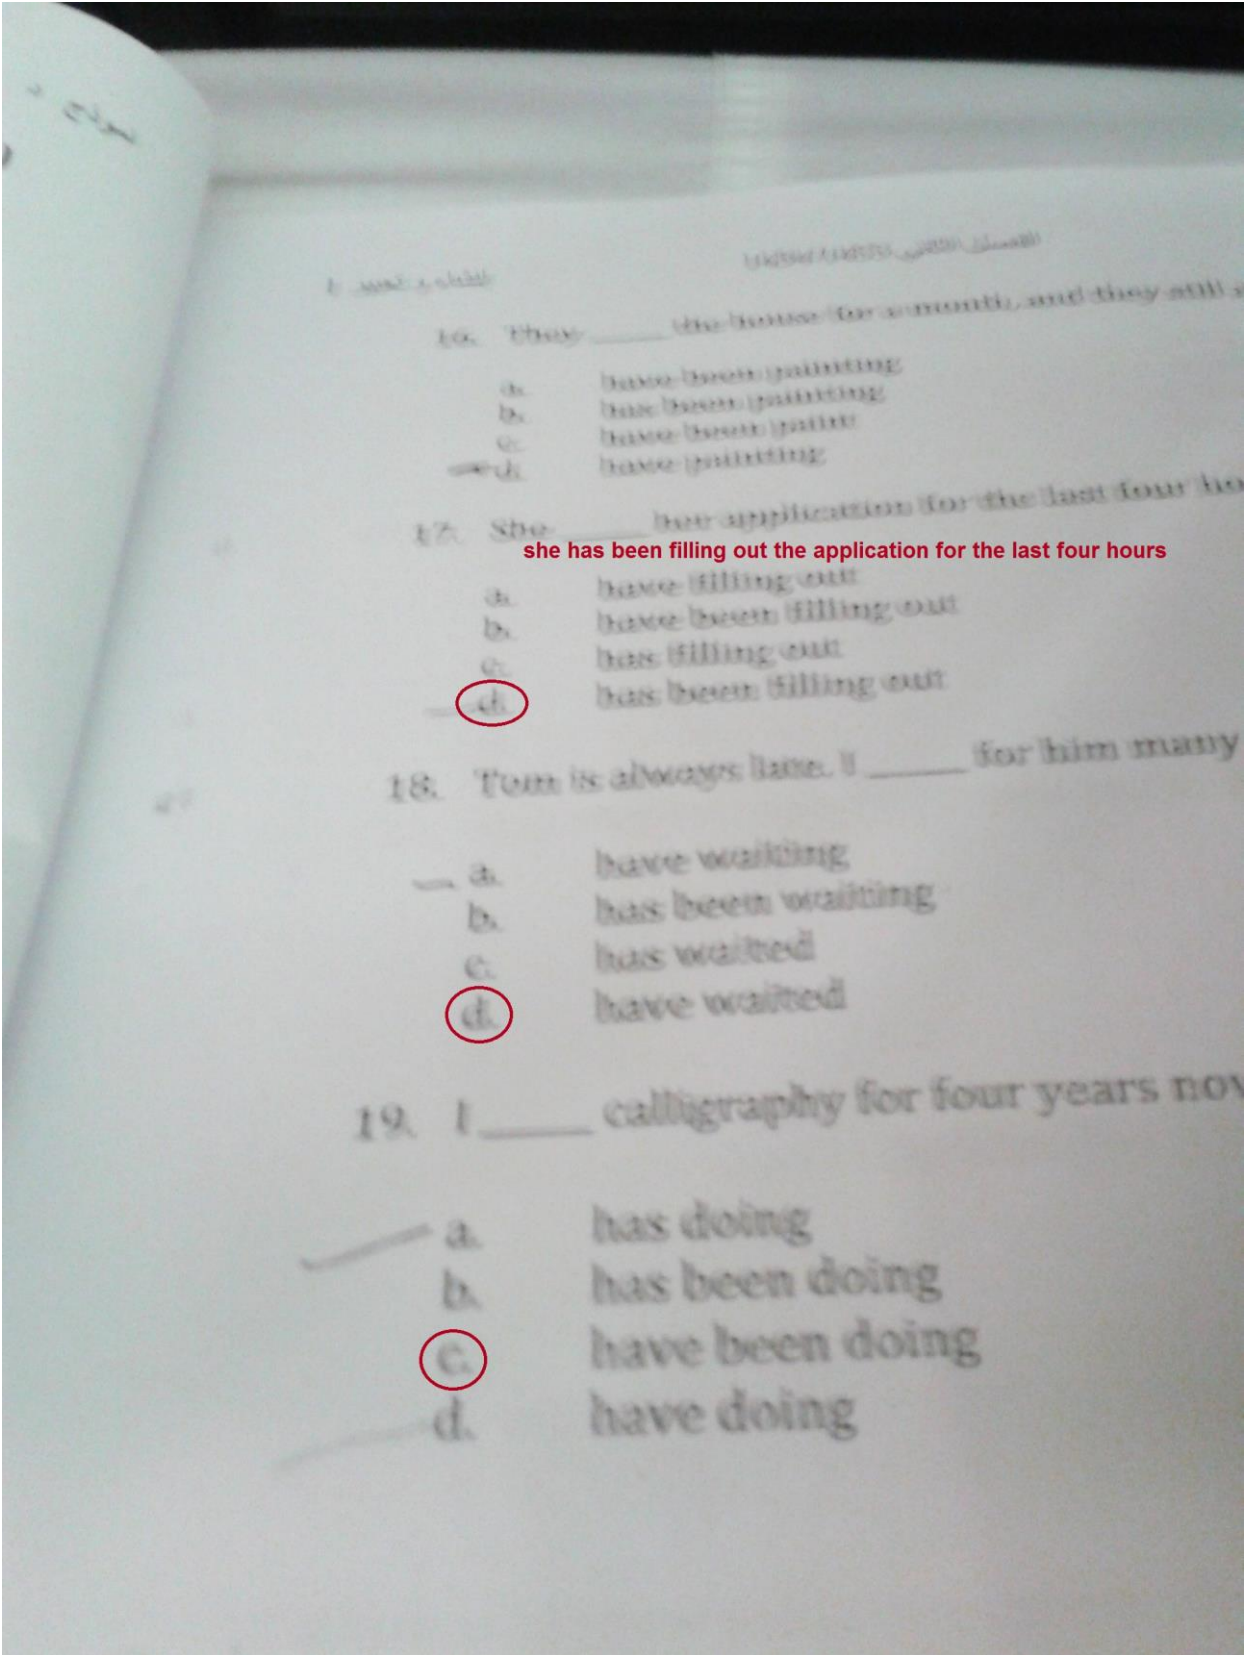 16. They _____ the house for a month, and they still
a. have been painting
b. has been painting
c. have been paint
d. have painting
17. She _____ her application for the last four ho
she has been filling out the application for the last four hours
a. have filling out
b. have been filling out
c. has filling out
d. has been filling out
18. Tom is always late. I _____ for him many
a. have waiting
b. has been waiting
c. has waited
d. have waited
19. I _____ calligraphy for four years now
a. has doing
b. has been doing
c. have been doing
d. have doing